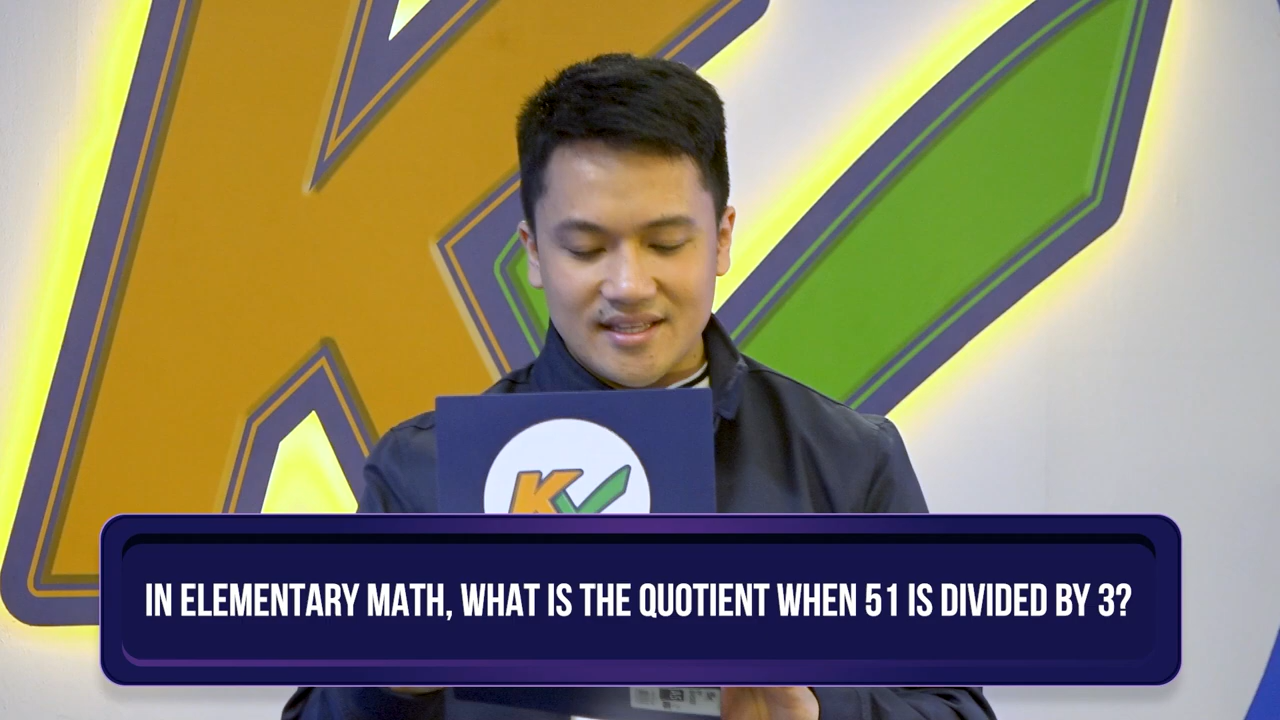 K
K
IN ELEMENTARY MATH, WHAT IS THE QUOTIENT WHEN 51 IS DIVIDED BY 3?